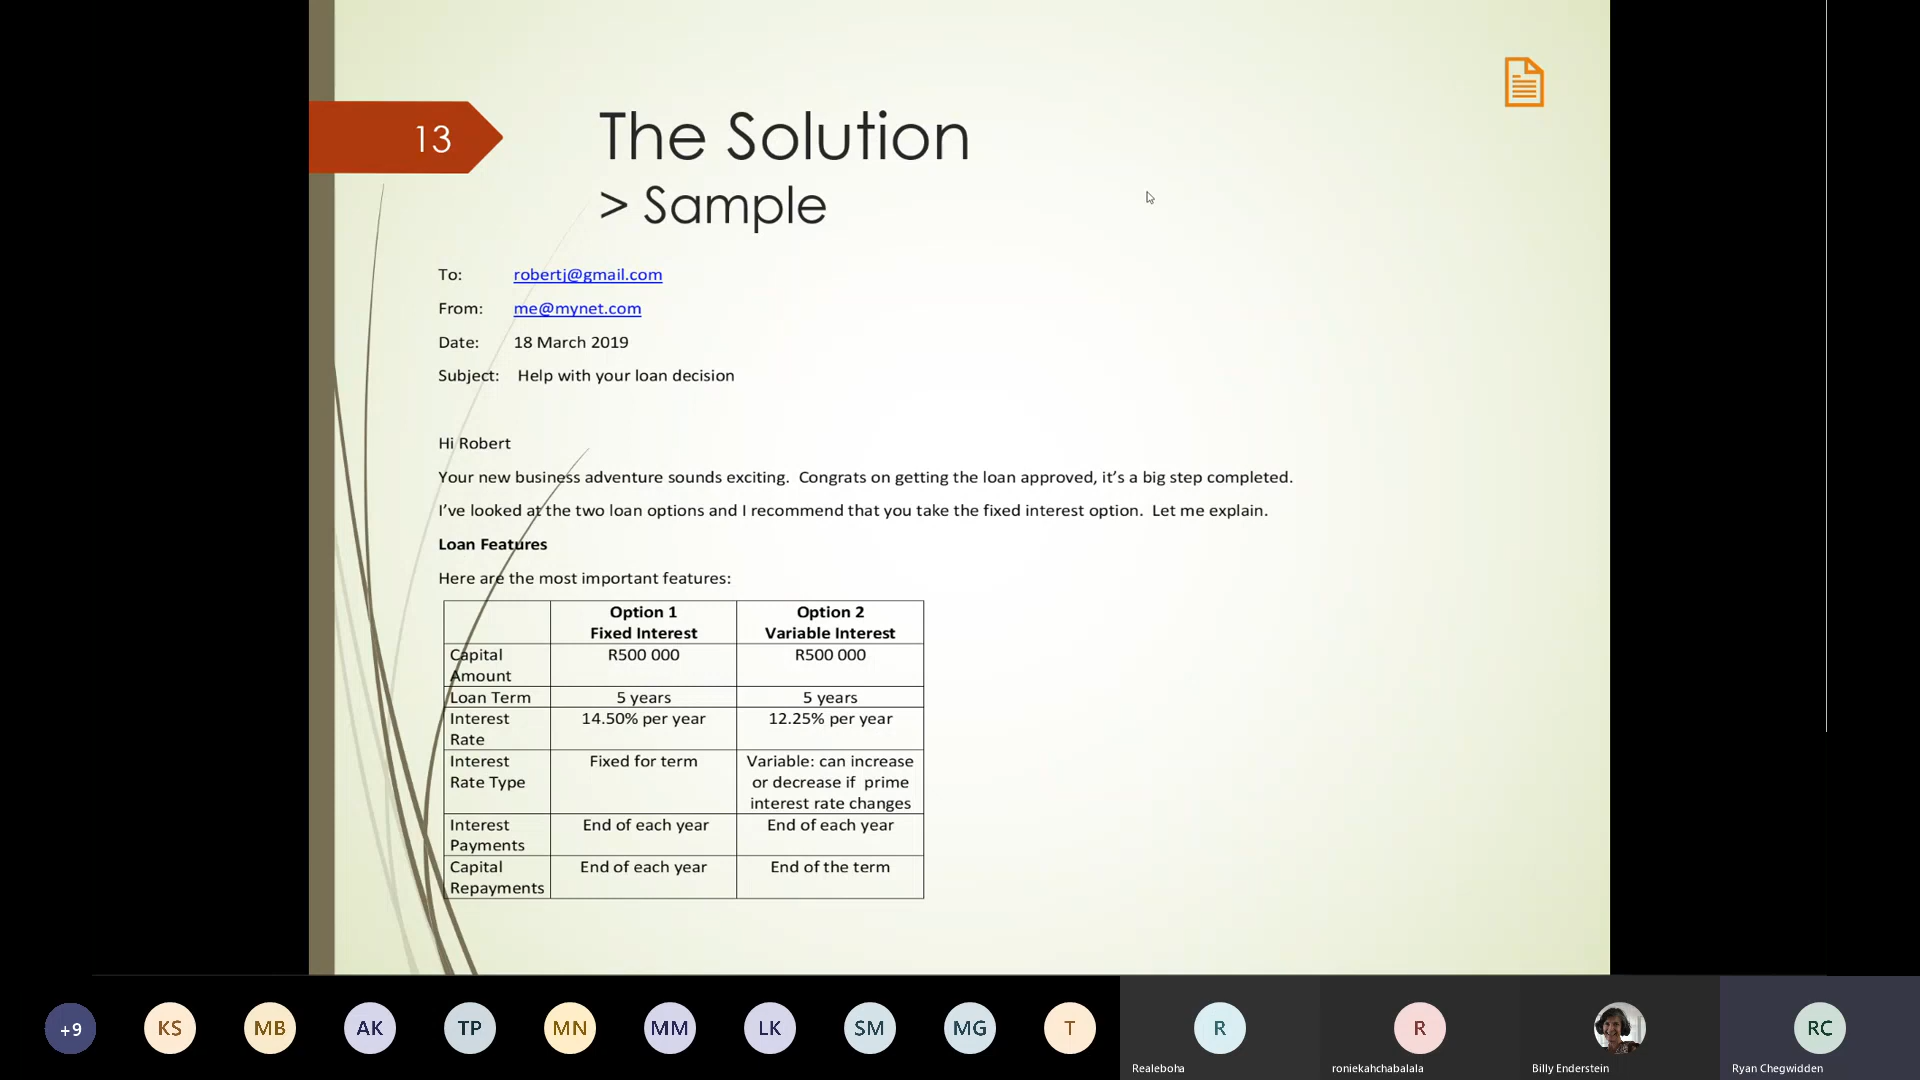 13
The Solution
> Sample
To: robertj@gmail.com
From: me@mynet.com
Date: 18 March 2019
Subject: Help with your loan decision
Hi Robert
Your new business adventure sounds exciting. Congrats on getting the loan approved, it’s a big step completed.
I’ve looked at the two loan options and I recommend that you take the fixed interest option. Let me explain.
Loan Features
Here are the most important features:
Option 1
Fixed Interest
Option 2
Variable Interest
Capital
Amount
R500 000
R500 000
Loan Term
5 years
5 years
Interest
Rate
14.50% per year
12.25% per year
Interest
Rate Type
Fixed for term
Variable: can increase
or decrease if prime
interest rate changes
Interest
Payments
End of each year
End of each year
Capital
Repayments
End of each year
End of the term
+9
KS
MB
AK
TP
MN
MM
LK
SM
MG
T
R
Realeboha
R
roniekahchabalala
Billy Enderstein
RC
Ryan Chegwidden